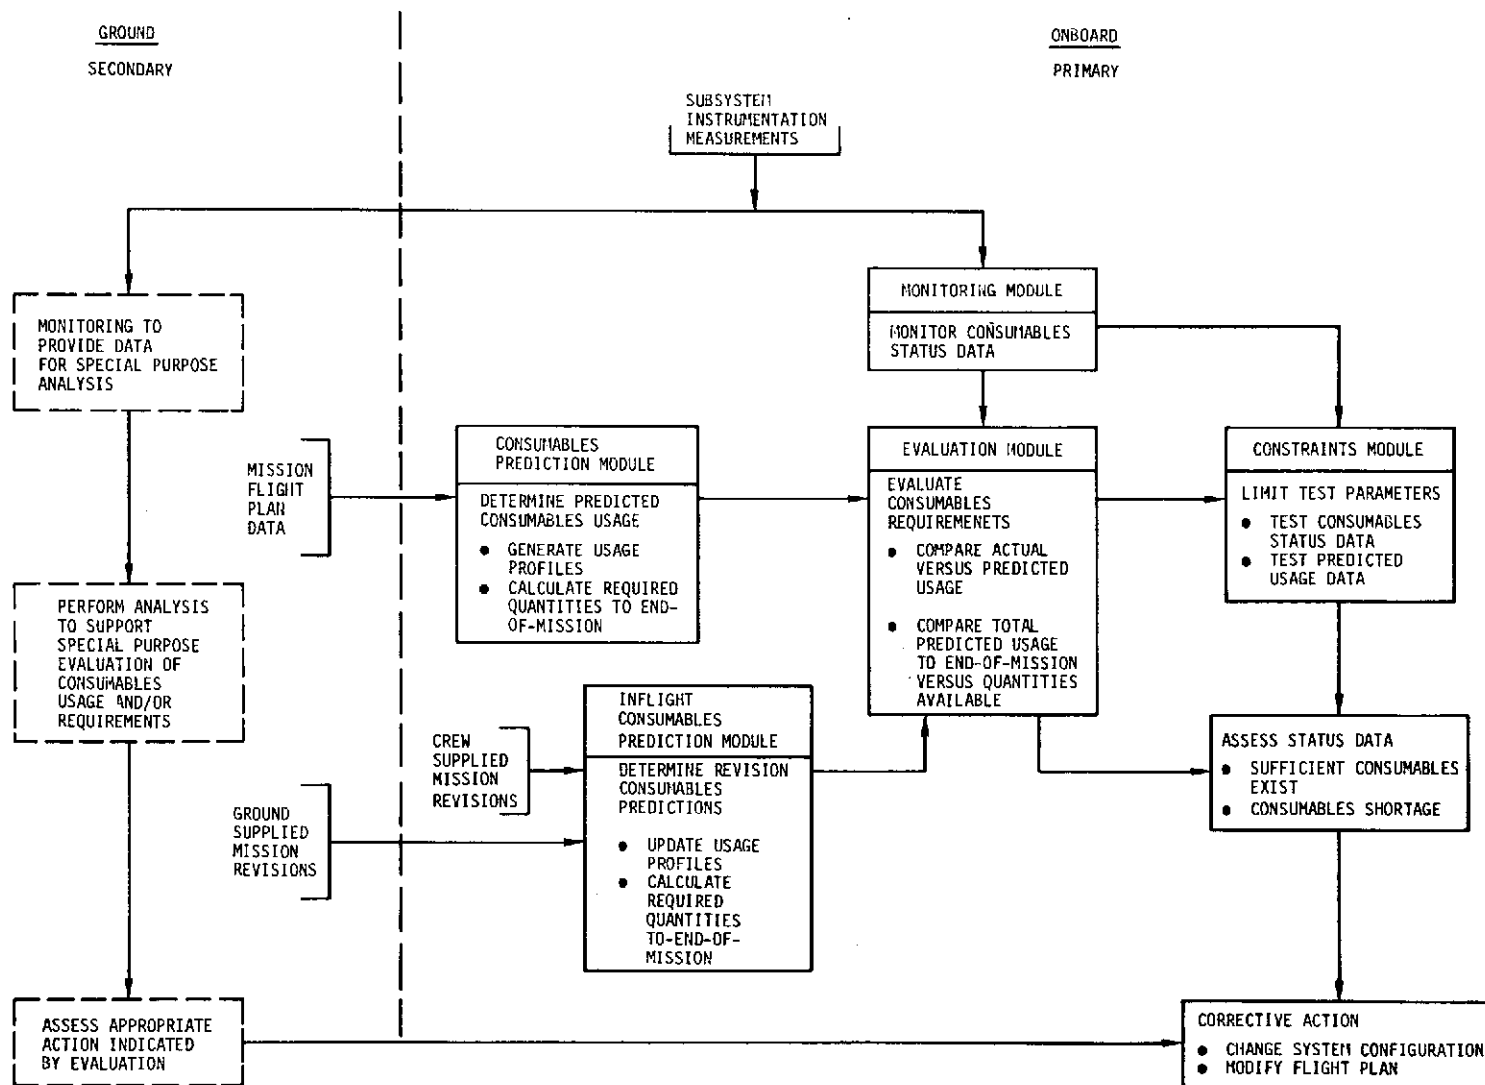 GROUND
SECONDARY
ONBOARD
PRIMARY
SUBSYSTEM
INSTRUMENTATION
MEASUREMENTS
MONITORING TO
PROVIDE DATA
FOR SPECIAL PURPOSE
ANALYSIS
MONITORING MODULE
MONITOR CONSUMABLES
STATUS DATA
MISSION
FLIGHT
PLAN
DATA
CONSUMABLES
PREDICTION MODULE
DETERMINE PREDICTED
CONSUMABLES USAGE
● GENERATE USAGE
PROFILES
● CALCULATE REQUIRED
QUANTITIES TO END-
OF-MISSION
EVALUATION MODULE
EVALUATE
CONSUMABLES
REQUIREMENETS
● COMPARE ACTUAL
VERSUS PREDICTED
USAGE
● COMPARE TOTAL
PREDICTED USAGE
TO END-OF-MISSION
VERSUS QUANTITIES
AVAILABLE
CONSTRAINTS MODULE
LIMIT TEST PARAMETERS
● TEST CONSUMABLES
STATUS DATA
● TEST PREDICTED
USAGE DATA
PERFORM ANALYSIS
TO SUPPORT
SPECIAL PURPOSE
EVALUATION OF
CONSUMABLES
USAGE AND/OR
REQUIREMENTS
CREW
SUPPLIED
MISSION
REVISIONS
GROUND
SUPPLIED
MISSION
REVISIONS
INFLIGHT
CONSUMABLES
PREDICTION MODULE
DETERMINE REVISION
CONSUMABLES
PREDICTIONS
● UPDATE USAGE
PROFILES
● CALCULATE
REQUIRED
QUANTITIES
TO-END-OF-
MISSION
ASSESS STATUS DATA
● SUFFICIENT CONSUMABLES
EXIST
● CONSUMABLES SHORTAGE
ASSESS APPROPRIATE
ACTION INDICATED
BY EVALUATION
CORRECTIVE ACTION
● CHANGE SYSTEM CONFIGURATION
● MODIFY FLIGHT PLAN